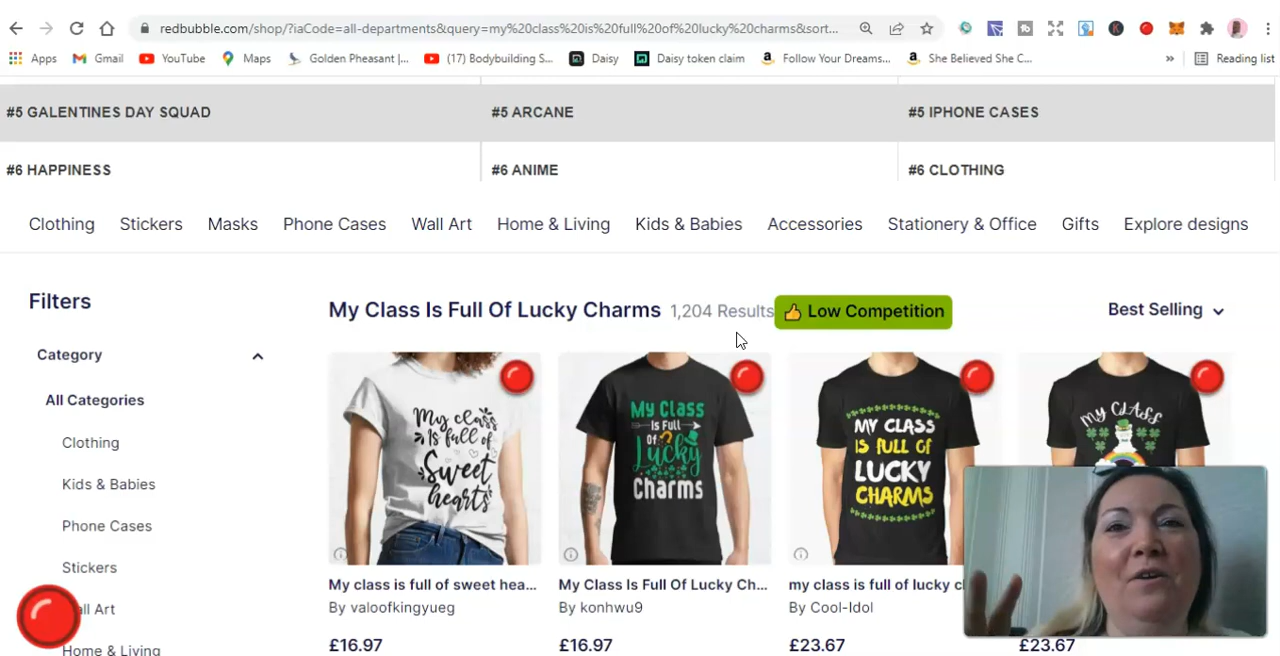 redbubble.com/shop/?iaCode=all-departments&query=my%20class%20is%20full%20of%20lucky%20charms&sort...
Apps Gmail YouTube Maps Golden Pheasant |... (17) Bodybuilding S... Daisy Daisy token claim Follow Your Dreams... She Believed She C... » Reading list
#5 GALENTINES DAY SQUAD #5 ARCANE #5 IPHONE CASES
#6 HAPPINESS #6 ANIME #6 CLOTHING
Clothing Stickers Masks Phone Cases Wall Art Home & Living Kids & Babies Accessories Stationery & Office Gifts Explore designs
Filters
My Class Is Full Of Lucky Charms 1,204 Results Low Competition Best Selling
Category
All Categories
Clothing
Kids & Babies
Phone Cases
Stickers
all Art
Home & Living
My class
Is full of
Sweet
hearts
My Class
Is Full
Of
Lucky
Charms
MY CLASS
IS FULL OF
LUCKY
CHARMS
MY CLASS
My class is full of sweet hea... My Class Is Full Of Lucky Ch... my class is full of lucky c
By valoofkingyueg By konhwu9 By Cool-Idol
£16.97 £16.97 £23.67 £23.67